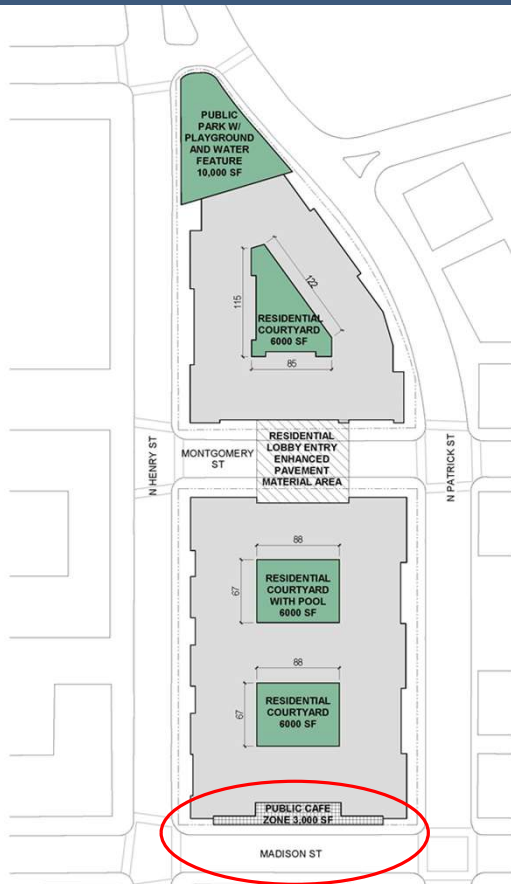 PUBLIC
PARK W/
PLAYGROUND
AND WATER
FEATURE
10,000 SF
115
122
RESIDENTIAL
COURTYARD
6000 SF
85
N HENRY ST
MONTGOMERY
ST
RESIDENTIAL
LOBBY ENTRY
ENHANCED
PAVEMENT
MATERIAL AREA
N PATRICK ST
88
67
RESIDENTIAL
COURTYARD
WITH POOL
6000 SF
88
67
RESIDENTIAL
COURTYARD
6000 SF
PUBLIC CAFE
ZONE 3,000 SF
MADISON ST